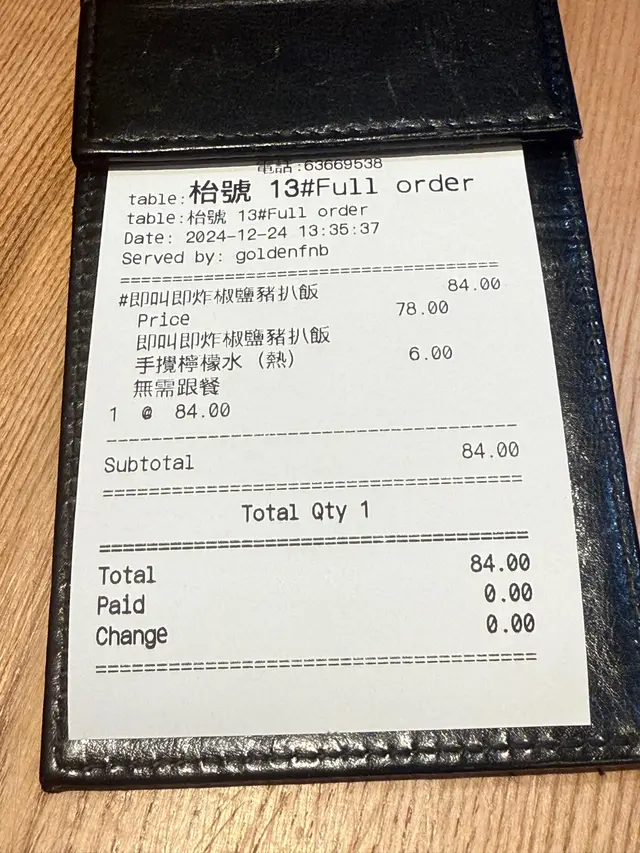 電話:63669538
table:枱號 13#Full order
table:枱號 13#Full order
Date: 2024-12-24 13:35:37
Served by: goldenfnb
#即叫即炸椒鹽豬扒飯 84.00
Price 78.00
即叫即炸椒鹽豬扒飯
手攪檸檬水 (熱) 6.00
無需跟餐
1 @ 84.00
Subtotal 84.00
Total Qty 1
Total 84.00
Paid 0.00
Change 0.00